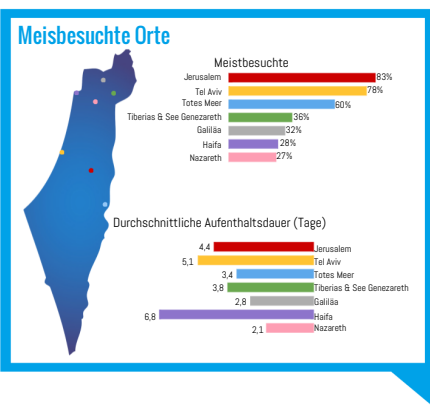 Meisbesuchte Orte
Meistbesuchte
Jerusalem 83%
Tel Aviv 78%
Totes Meer 60%
Tiberias & See Genezareth 36%
Galiläa 32%
Haifa 28%
Nazareth 27%
Durchschnittliche Aufenthaltsdauer (Tage)
4,4 Jerusalem
5,1 Tel Aviv
3,4 Totes Meer
3,8 Tiberias & See Genezareth
2,8 Galiläa
6,8 Haifa
2,1 Nazareth